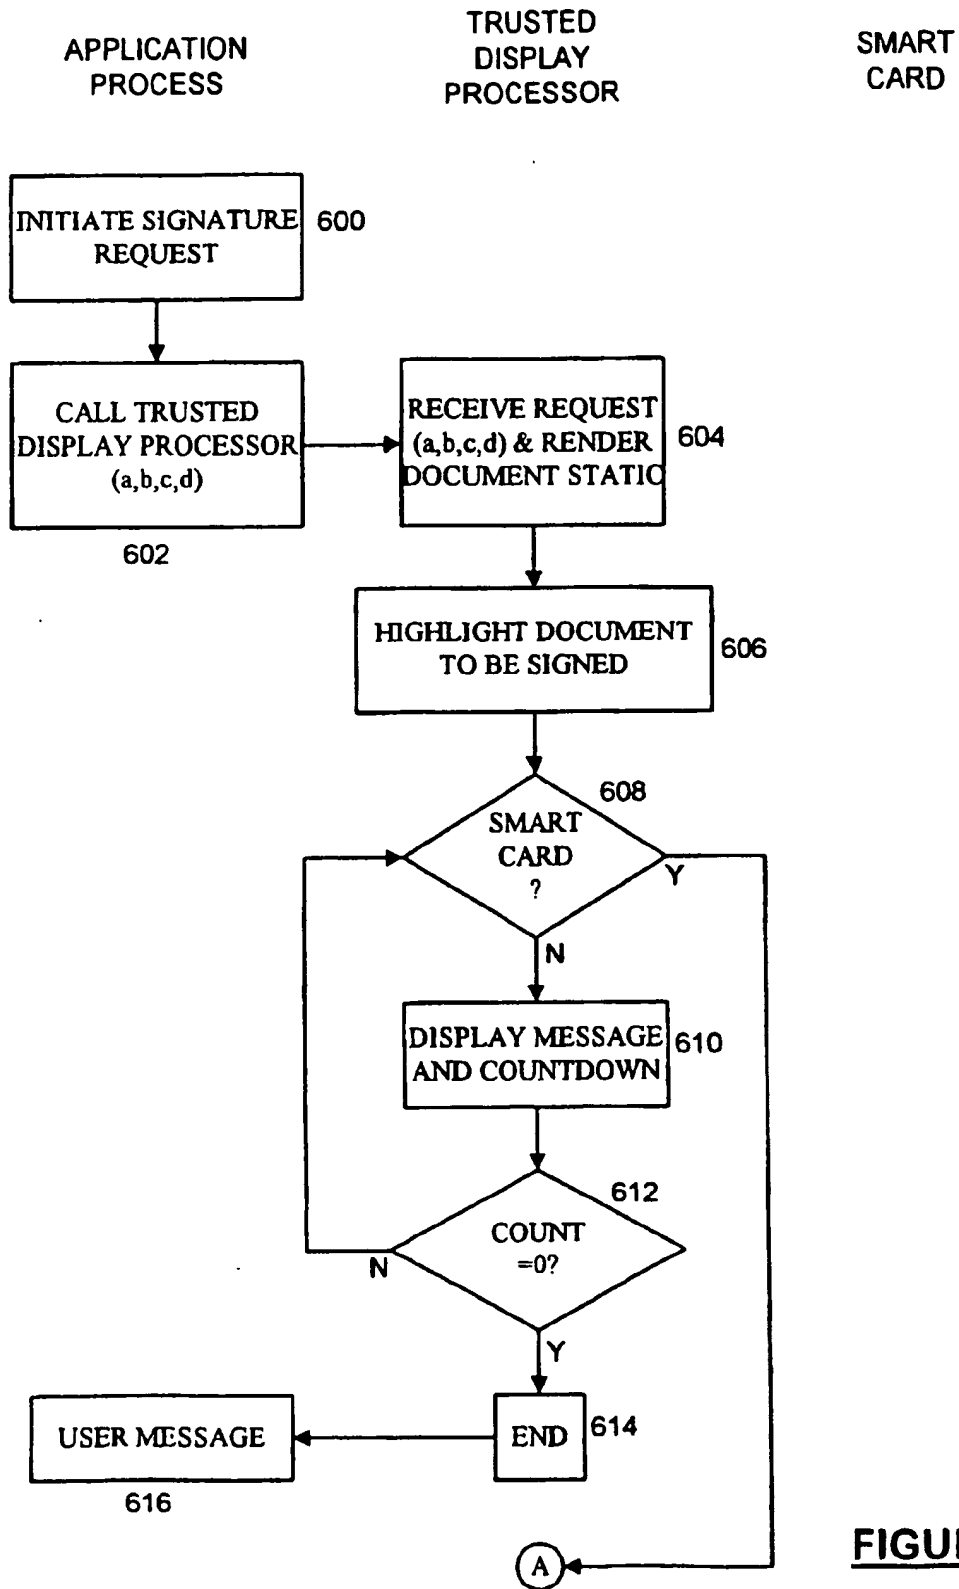 APPLICATION
PROCESS
TRUSTED
DISPLAY
PROCESSOR
SMART
CARD
INITIATE SIGNATURE
REQUEST
600
CALL TRUSTED
DISPLAY PROCESSOR
(a,b,c,d)
602
RECEIVE REQUEST
(a,b,c,d) & RENDER
DOCUMENT STATIC
604
HIGHLIGHT DOCUMENT
TO BE SIGNED
606
608
SMART
CARD
?
Y
N
DISPLAY MESSAGE
AND COUNTDOWN
610
612
COUNT
=0?
N
Y
END
614
USER MESSAGE
616
A